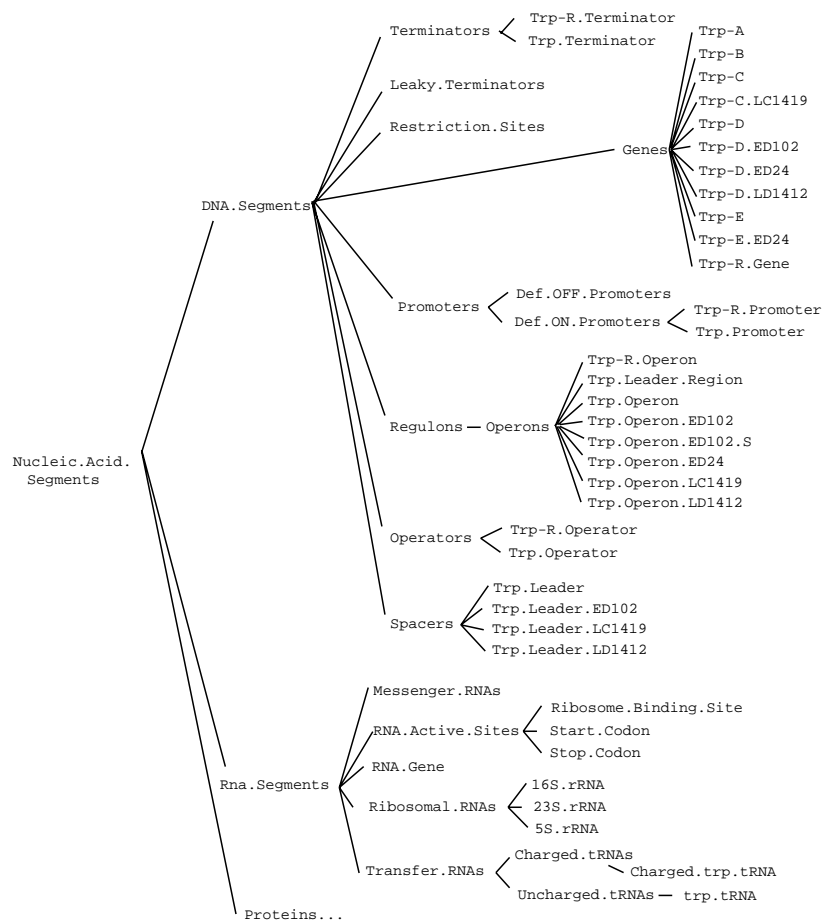 Nucleic.Acid.
Segments
DNA.Segments
Terminators
Trp-R.Terminator
Trp.Terminator
Leaky.Terminators
Restriction.Sites
Genes
Trp-A
Trp-B
Trp-C
Trp-C.LC1419
Trp-D
Trp-D.ED102
Trp-D.ED24
Trp-D.LD1412
Trp-E
Trp-E.ED24
Trp-R.Gene
Promoters
Def.OFF.Promoters
Def.ON.Promoters
Trp-R.Promoter
Trp.Promoter
Regulons
Operons
Trp-R.Operon
Trp.Leader.Region
Trp.Operon
Trp.Operon.ED102
Trp.Operon.ED102.S
Trp.Operon.ED24
Trp.Operon.LC1419
Trp.Operon.LD1412
Operators
Trp-R.Operator
Trp.Operator
Spacers
Trp.Leader
Trp.Leader.ED102
Trp.Leader.LC1419
Trp.Leader.LD1412
Rna.Segments
Messenger.RNAs
RNA.Active.Sites
Ribosome.Binding.Site
Start.Codon
Stop.Codon
RNA.Gene
Ribosomal.RNAs
16S.rRNA
23S.rRNA
5S.rRNA
Transfer.RNAs
Charged.tRNAs
Charged.trp.tRNA
Uncharged.tRNAs
trp.tRNA
Proteins...